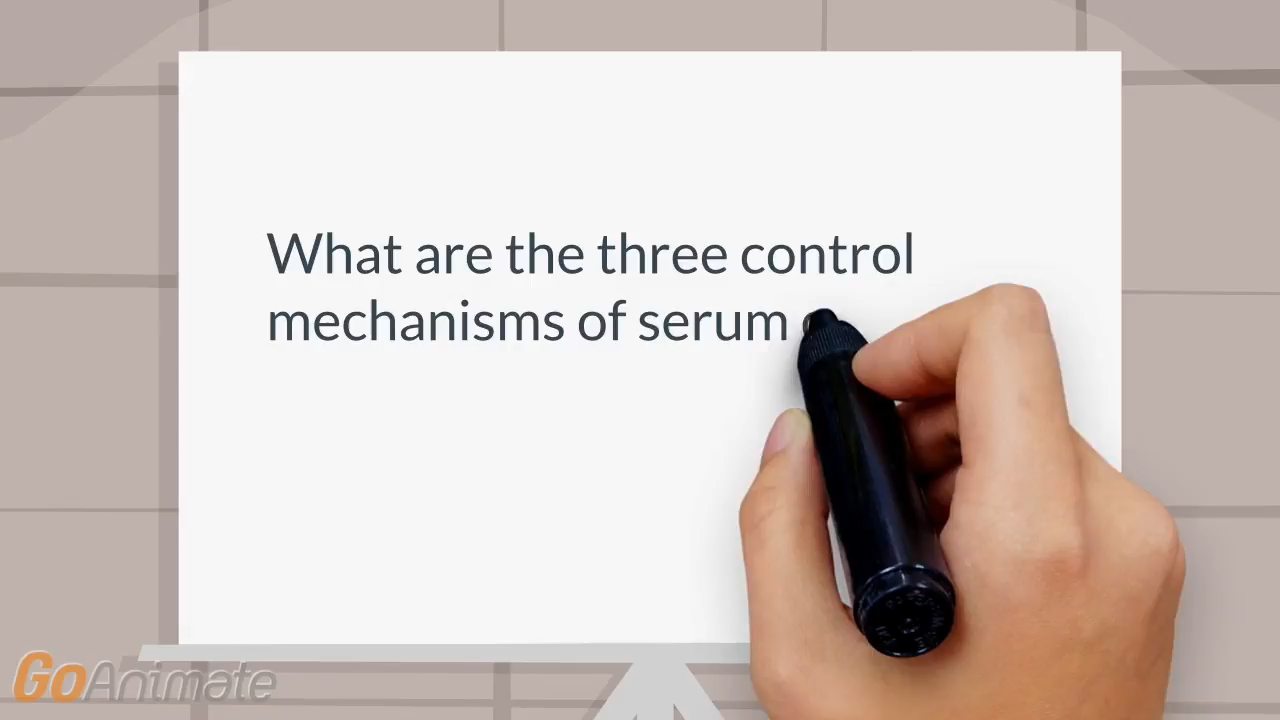 What are the three control
mechanisms of serum
GoAnimate